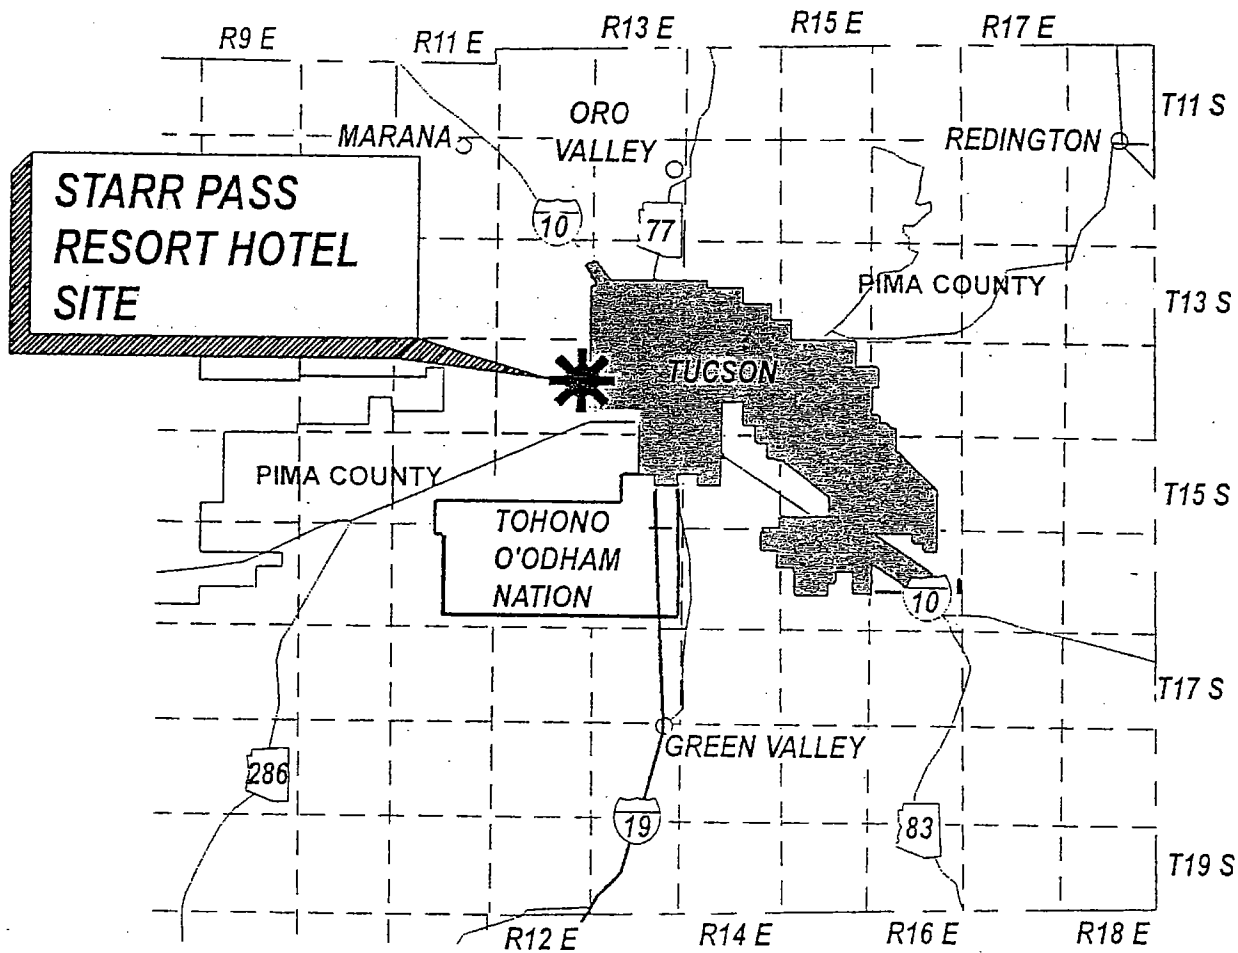 R9 E
R11 E
R13 E
R15 E
R17 E
T11 S
MARANA
ORO
VALLEY
REDINGTON
STARR PASS
RESORT HOTEL
SITE
10
77
PIMA COUNTY
T13 S
TUCSON
PIMA COUNTY
T15 S
TOHONO
O'ODHAM
NATION
10
T17 S
GREEN VALLEY
286
19
83
T19 S
R12 E
R14 E
R16 E
R18 E